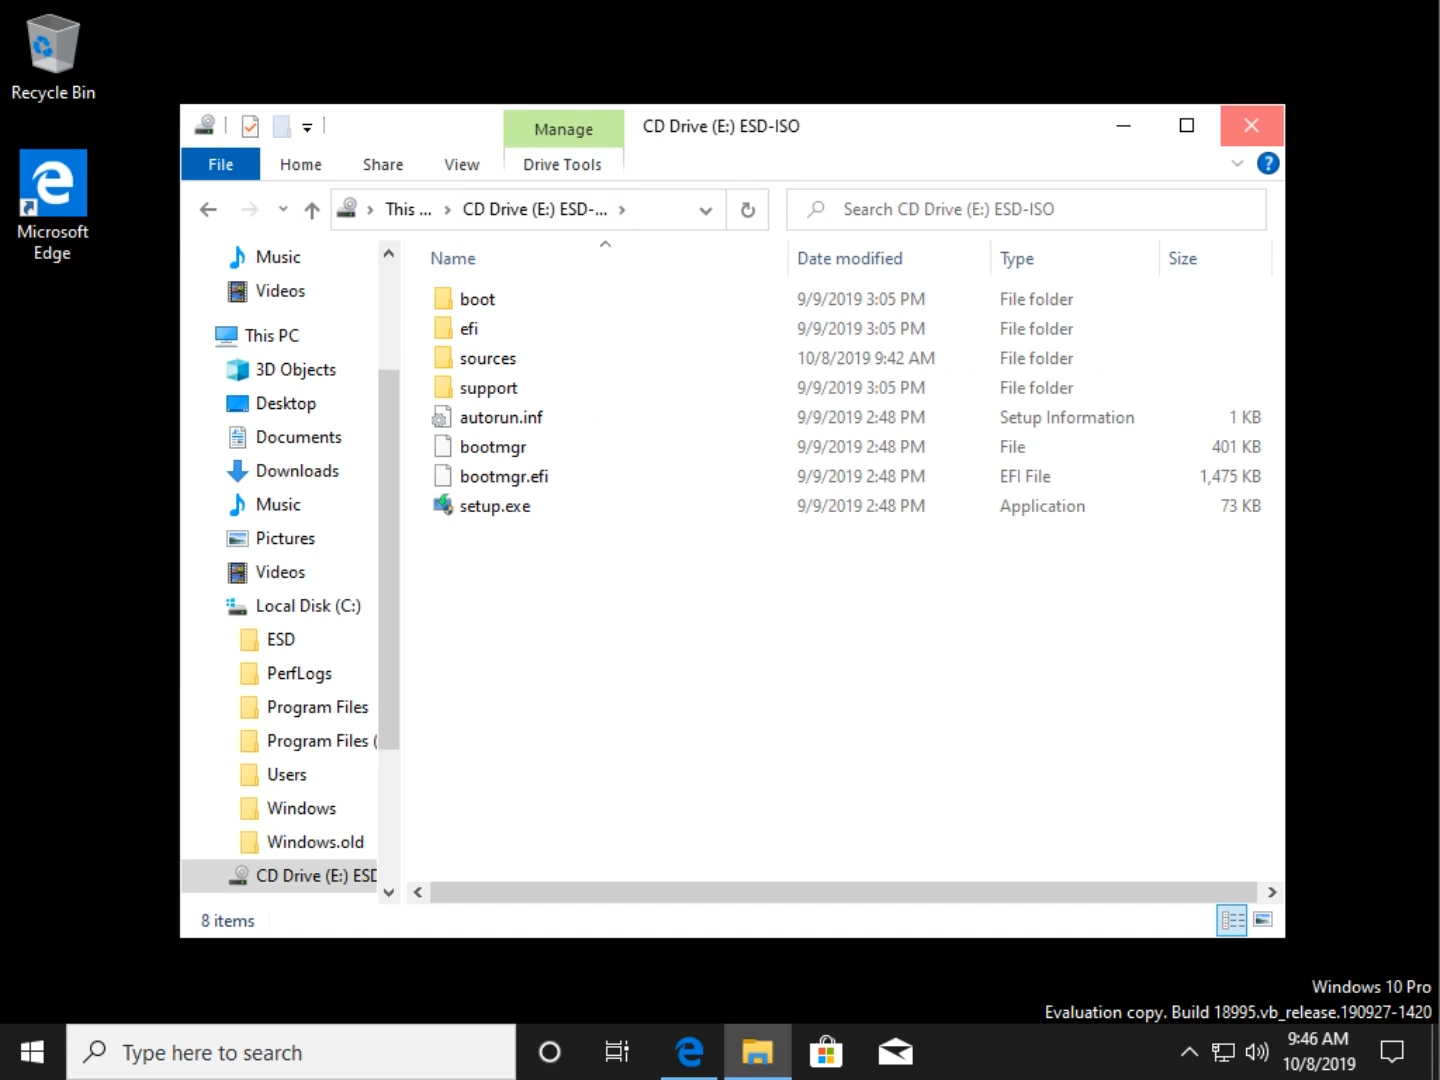 Recycle Bin
Microsoft
Edge
Manage
CD Drive (E:) ESD-ISO
File
Home
Share
View
Drive Tools
This ...
CD Drive (E:) ESD-...
Search CD Drive (E:) ESD-ISO
Name
Date modified
Type
Size
boot 9/9/2019 3:05 PM File folder
efi 9/9/2019 3:05 PM File folder
sources 10/8/2019 9:42 AM File folder
support 9/9/2019 3:05 PM File folder
autorun.inf 9/9/2019 2:48 PM Setup Information 1 KB
bootmgr 9/9/2019 2:48 PM File 401 KB
bootmgr.efi 9/9/2019 2:48 PM EFI File 1,475 KB
setup.exe 9/9/2019 2:48 PM Application 73 KB
Music
Videos
This PC
3D Objects
Desktop
Documents
Downloads
Music
Pictures
Videos
Local Disk (C:)
ESD
PerfLogs
Program Files
Program Files (
Users
Windows
Windows.old
CD Drive (E:) ESD
8 items
Windows 10 Pro
Evaluation copy. Build 18995.vb_release.190927-1420
Type here to search
9:46 AM
10/8/2019